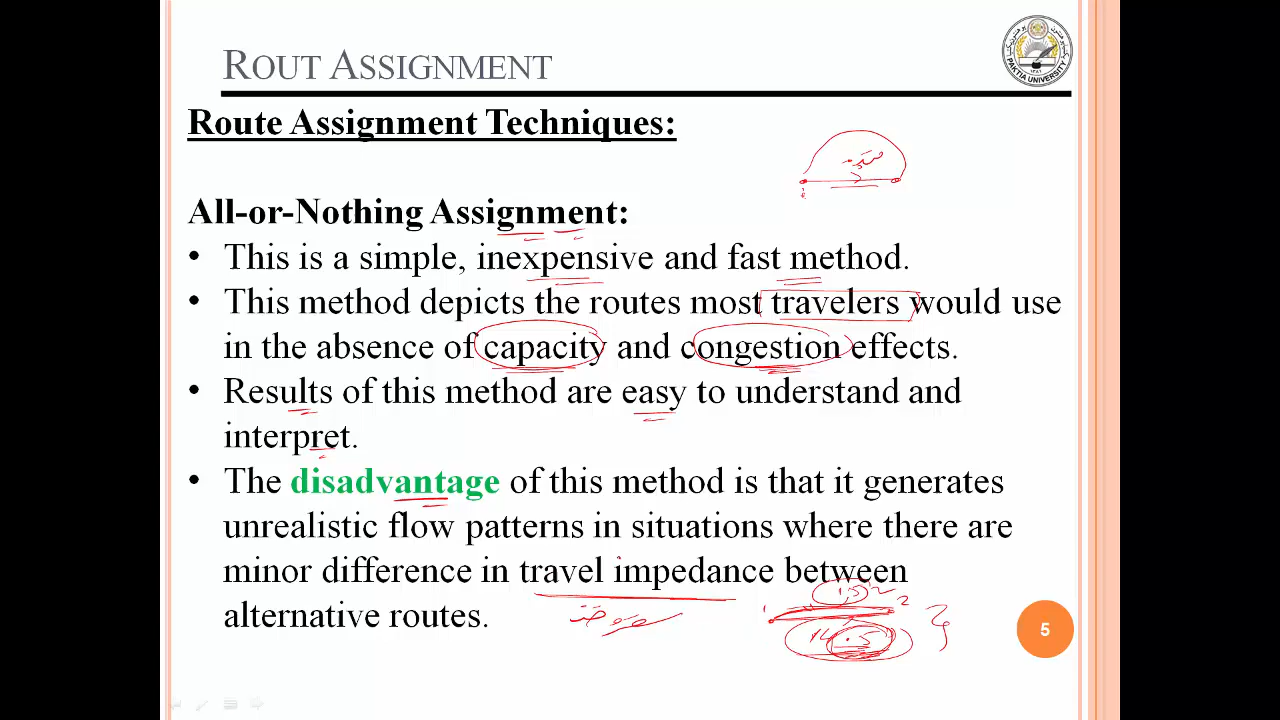 ROUT ASSIGNMENT
PAKTIA UNIVERSITY
Route Assignment Techniques:
All-or-Nothing Assignment:
• This is a simple, inexpensive and fast method.
• This method depicts the routes most travelers would use
in the absence of capacity and congestion effects.
• Results of this method are easy to understand and
interpret.
• The disadvantage of this method is that it generates
unrealistic flow patterns in situations where there are
minor difference in travel impedance between
alternative routes.
5